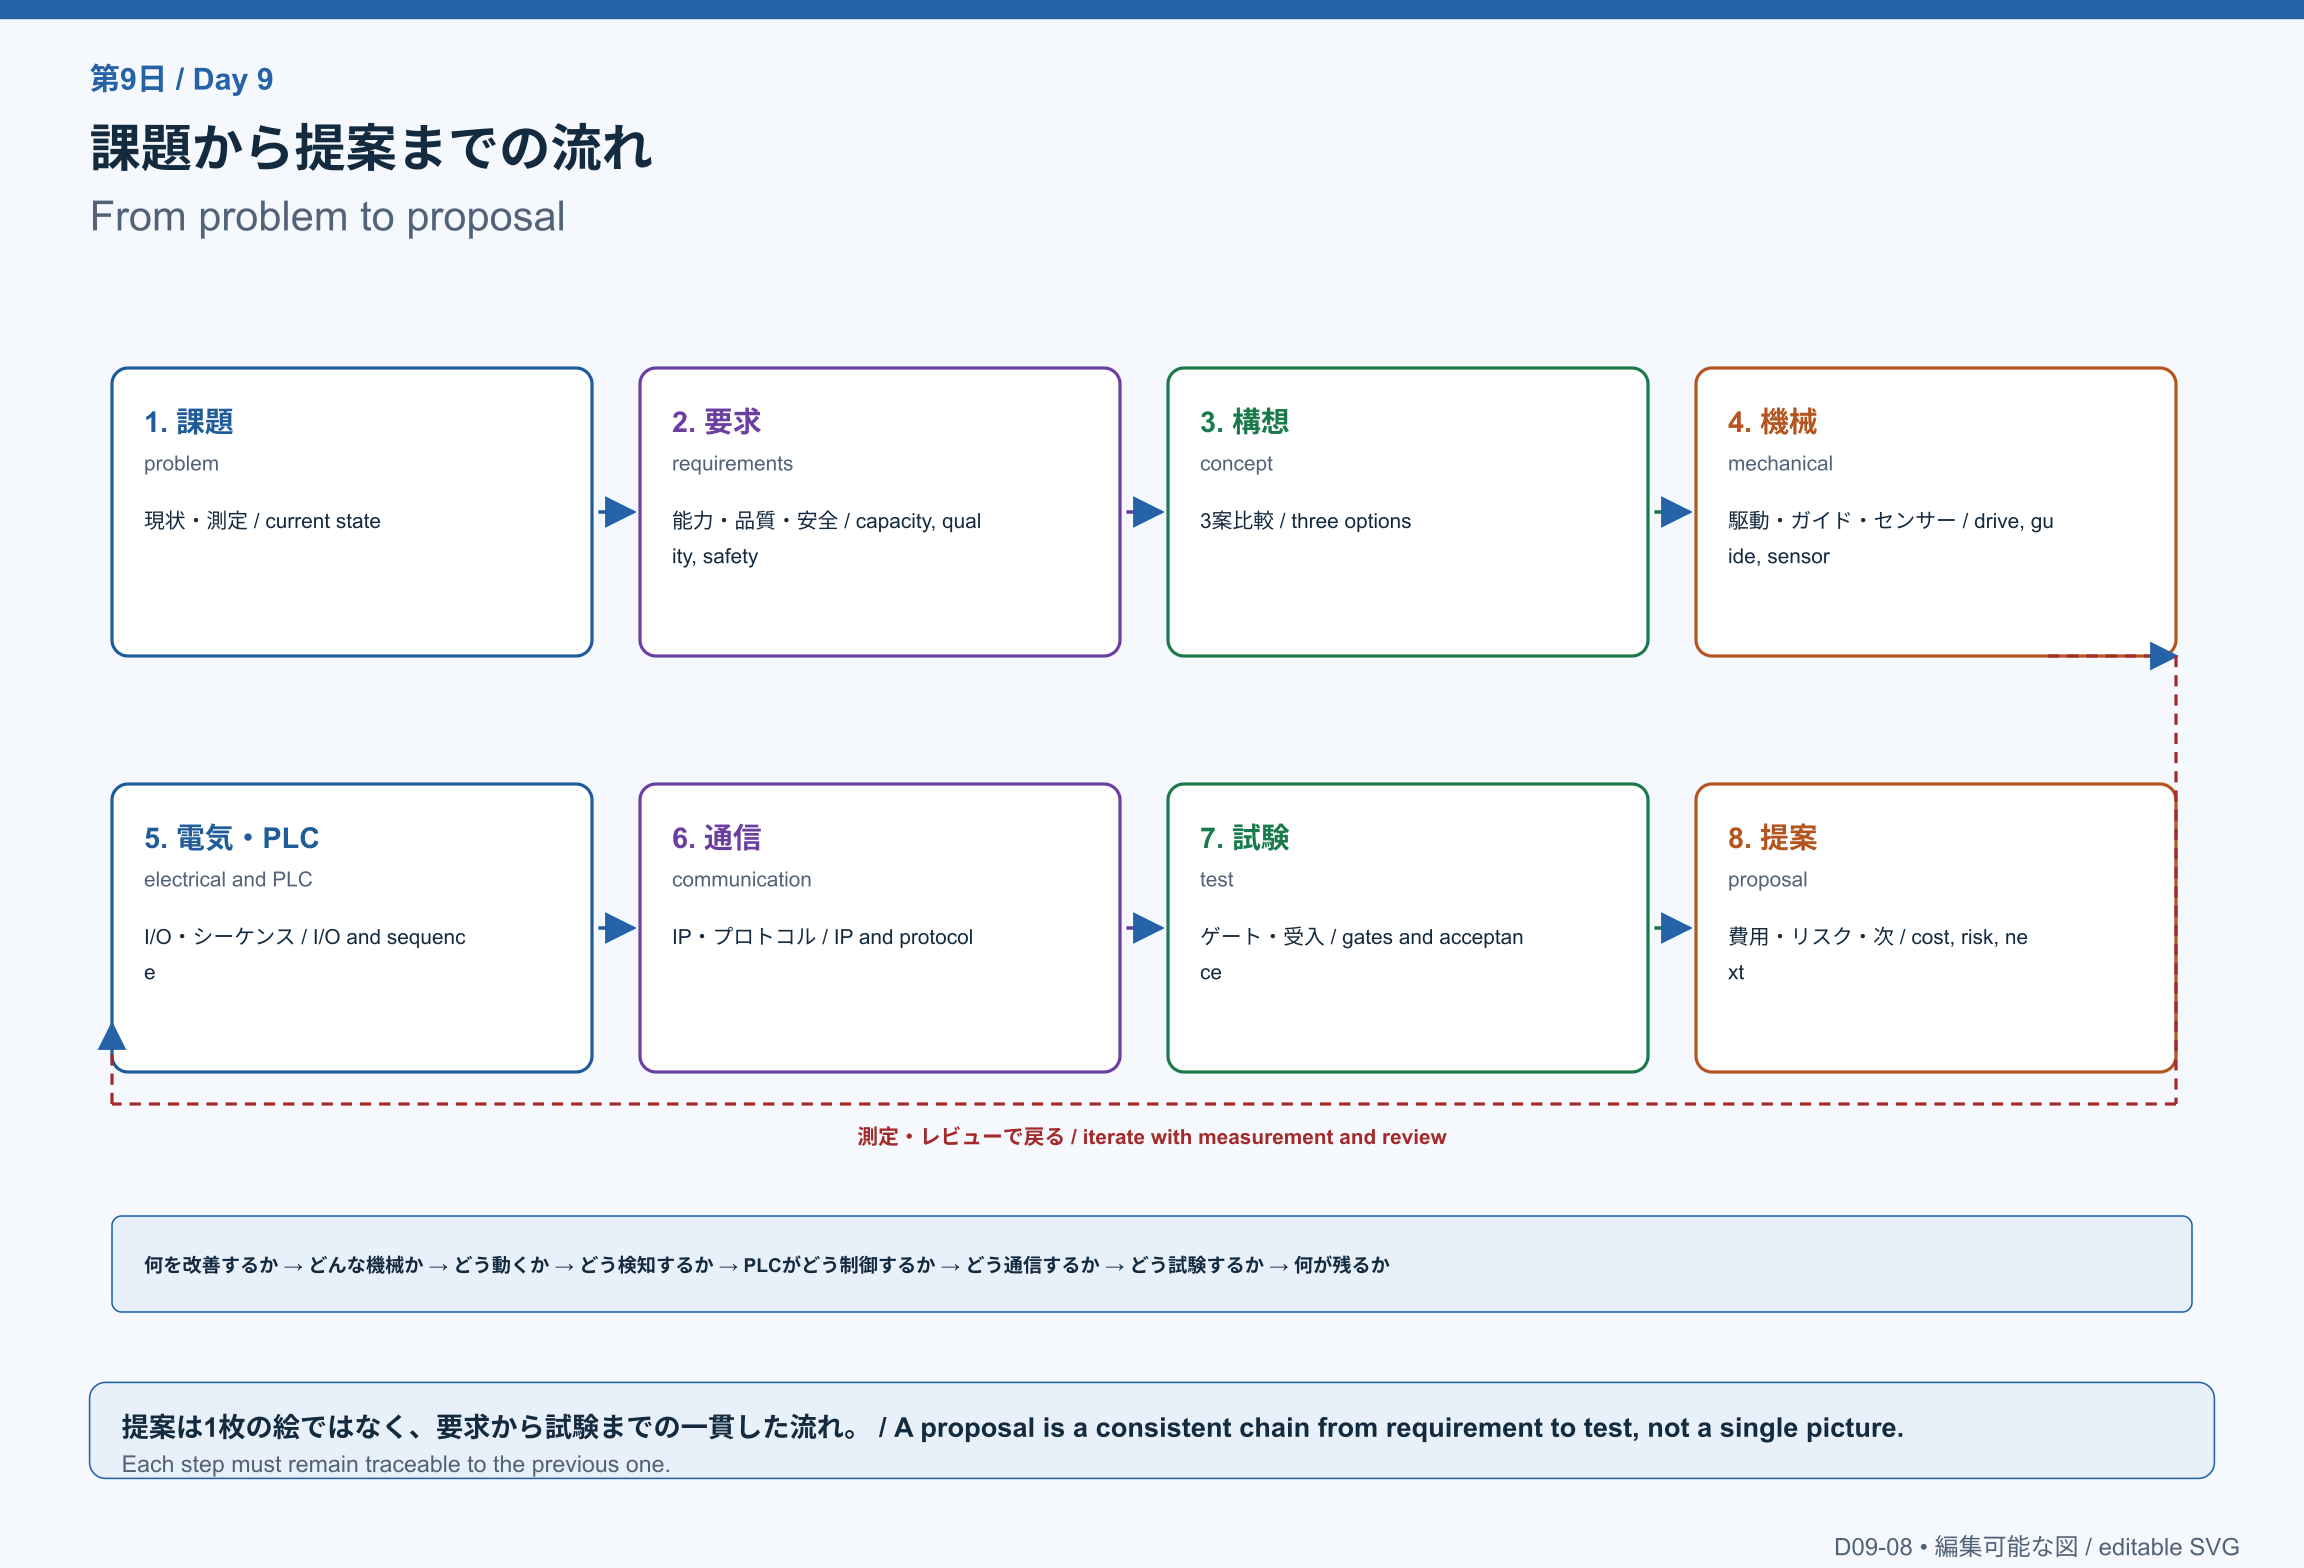 第9日 / Day 9
課題から提案までの流れ
From problem to proposal
1. 課題
problem
現状・測定 / current state
2. 要求
requirements
能力・品質・安全 / capacity, qual
ity, safety
3. 構想
concept
3案比較 / three options
4. 機械
mechanical
駆動・ガイド・センサー / drive, gu
ide, sensor
5. 電気・PLC
electrical and PLC
I/O・シーケンス / I/O and sequenc
e
6. 通信
communication
IP・プロトコル / IP and protocol
7. 試験
test
ゲート・受入 / gates and acceptan
ce
8. 提案
proposal
費用・リスク・次 / cost, risk, ne
xt
測定・レビューで戻る / iterate with measurement and review
何を改善するか → どんな機械か → どう動くか → どう検知するか → PLCがどう制御するか → どう通信するか → どう試験するか → 何が残るか
提案は1枚の絵ではなく、要求から試験までの一貫した流れ。 / A proposal is a consistent chain from requirement to test, not a single picture.
Each step must remain traceable to the previous one.
D09-08 • 編集可能な図 / editable SVG